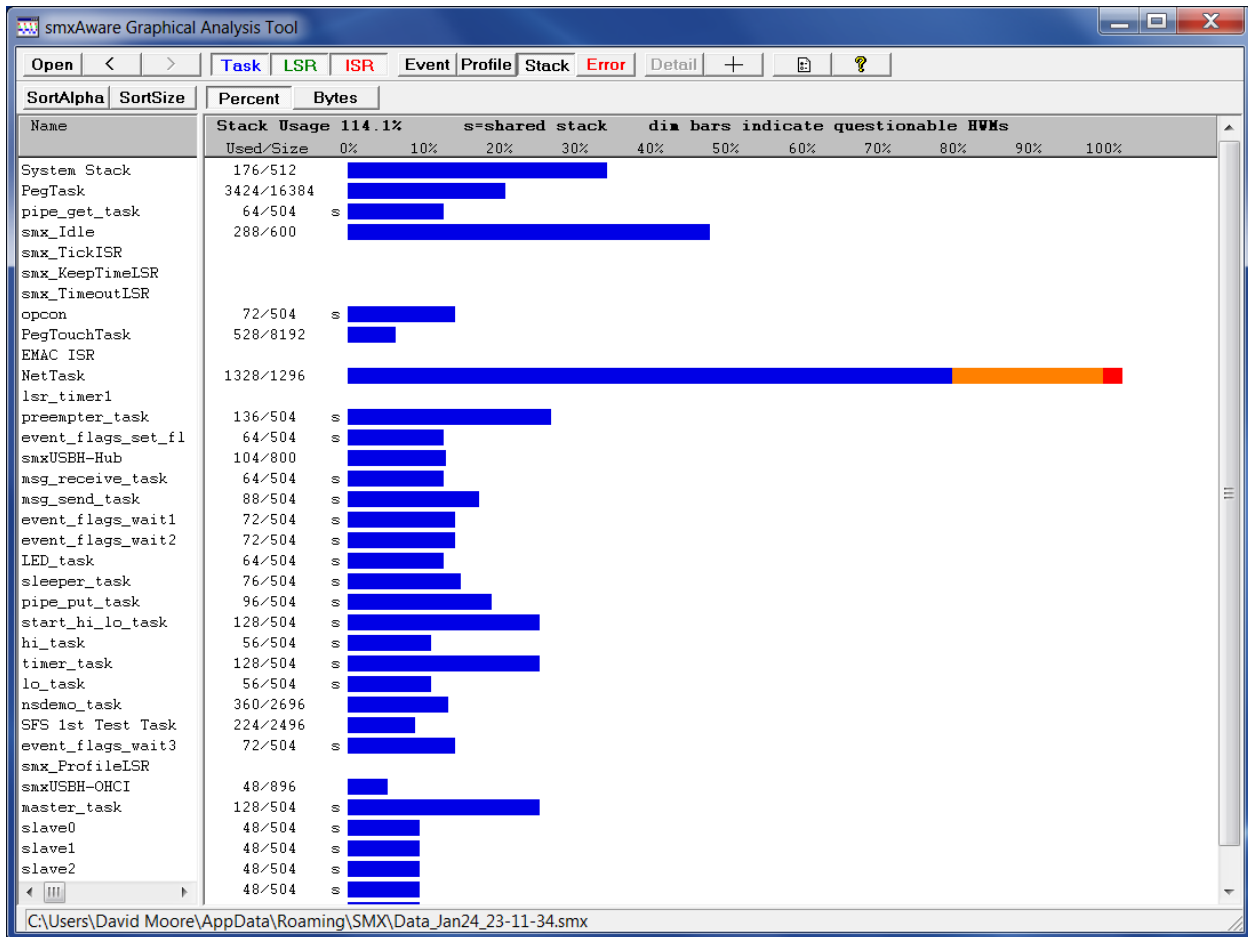 smxAware Graphical Analysis Tool
Open < > Task LSR ISR Event Profile Stack Error Detail + ?
SortAlpha SortSize Percent Bytes
Name Stack Usage 114.1% s=shared stack dim bars indicate questionable HWMs
Used/Size 0% 10% 20% 30% 40% 50% 60% 70% 80% 90% 100%
System Stack 176/512
PegTask 3424/16384
pipe_get_task 64/504 s
smx_Idle 288/600
smx_TickISR
smx_KeepTimeLSR
smx_TimeoutLSR
opcon 72/504 s
PegTouchTask 528/8192
EMAC ISR
NetTask 1328/1296
lsr_timer1
preempter_task 136/504 s
event_flags_set_fl 64/504 s
smxUSBH-Hub 104/800
msg_receive_task 64/504 s
msg_send_task 88/504 s
event_flags_wait1 72/504 s
event_flags_wait2 72/504 s
LED_task 64/504 s
sleeper_task 76/504 s
pipe_put_task 96/504 s
start_hi_lo_task 128/504 s
hi_task 56/504 s
timer_task 128/504 s
lo_task 56/504 s
nsdemo_task 360/2696
SFS 1st Test Task 224/2496
event_flags_wait3 72/504 s
smx_ProfileLSR
smxUSBH-OHCI 48/896
master_task 128/504 s
slave0 48/504 s
slave1 48/504 s
slave2 48/504 s
48/504 s
C:\Users\David Moore\AppData\Roaming\SMX\Data_Jan24_23-11-34.smx